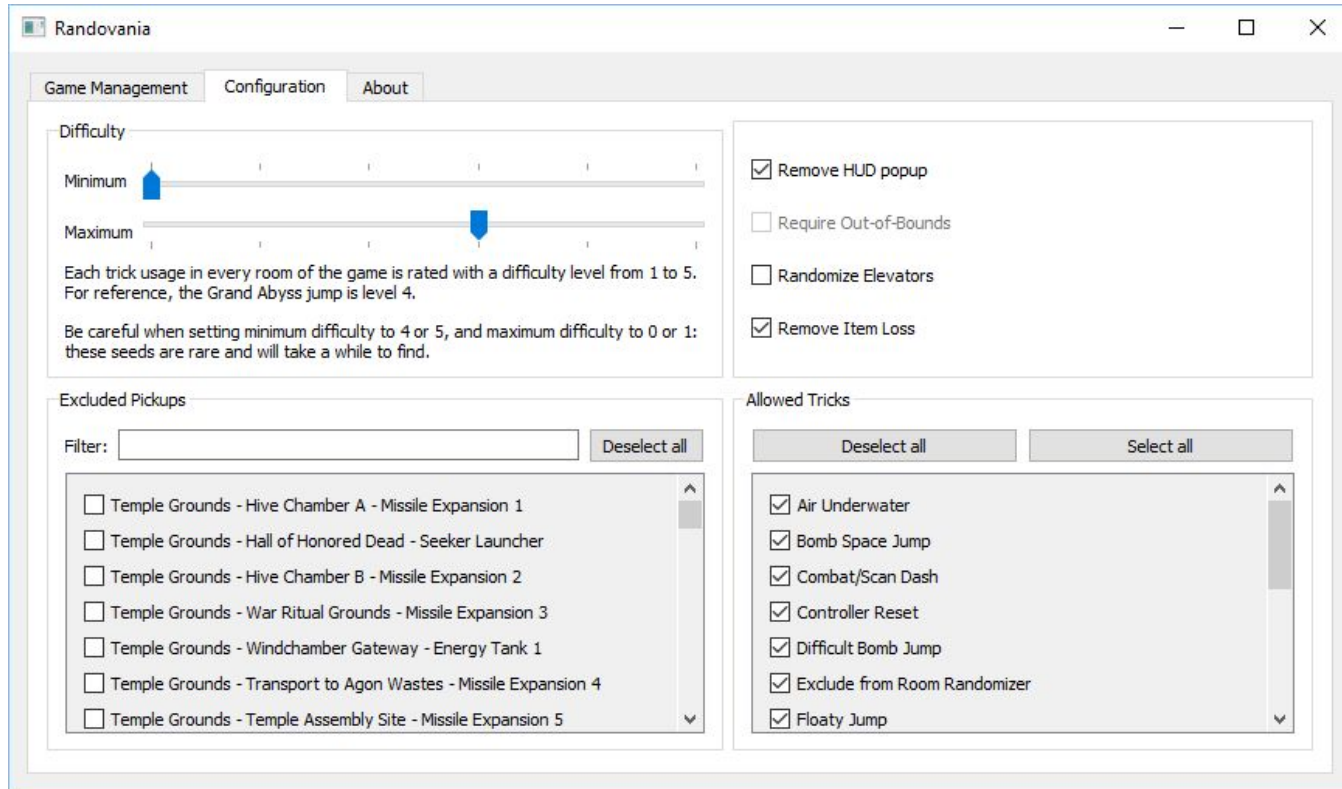 Randovania
Game Management
Configuration
About
Difficulty
Minimum
Maximum
Each trick usage in every room of the game is rated with a difficulty level from 1 to 5.
For reference, the Grand Abyss jump is level 4.
Be careful when setting minimum difficulty to 4 or 5, and maximum difficulty to 0 or 1:
these seeds are rare and will take a while to find.
Remove HUD popup
Require Out-of-Bounds
Randomize Elevators
Remove Item Loss
Excluded Pickups
Filter:
Deselect all
Temple Grounds - Hive Chamber A - Missile Expansion 1
Temple Grounds - Hall of Honored Dead - Seeker Launcher
Temple Grounds - Hive Chamber B - Missile Expansion 2
Temple Grounds - War Ritual Grounds - Missile Expansion 3
Temple Grounds - Windchamber Gateway - Energy Tank 1
Temple Grounds - Transport to Agon Wastes - Missile Expansion 4
Temple Grounds - Temple Assembly Site - Missile Expansion 5
Allowed Tricks
Deselect all
Select all
Air Underwater
Bomb Space Jump
Combat/Scan Dash
Controller Reset
Difficult Bomb Jump
Exclude from Room Randomizer
Floaty Jump